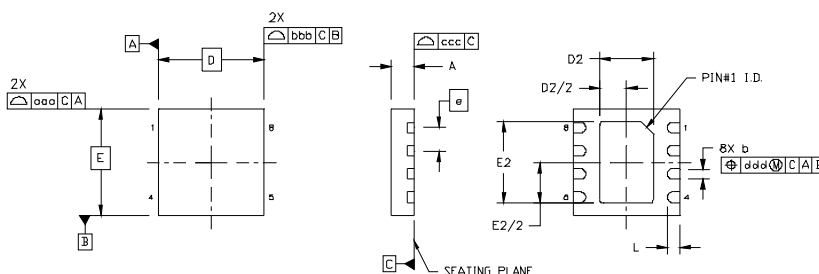 2X
bbb C B
A
D
2X
aaa C A
1
8
E
4
5
B
ccc C
A
e
C
SEATING PLANE
D2
D2/2
PIN#1 I.D.
8
1
E2
8X b
ddd M C A B
4
E2/2
L